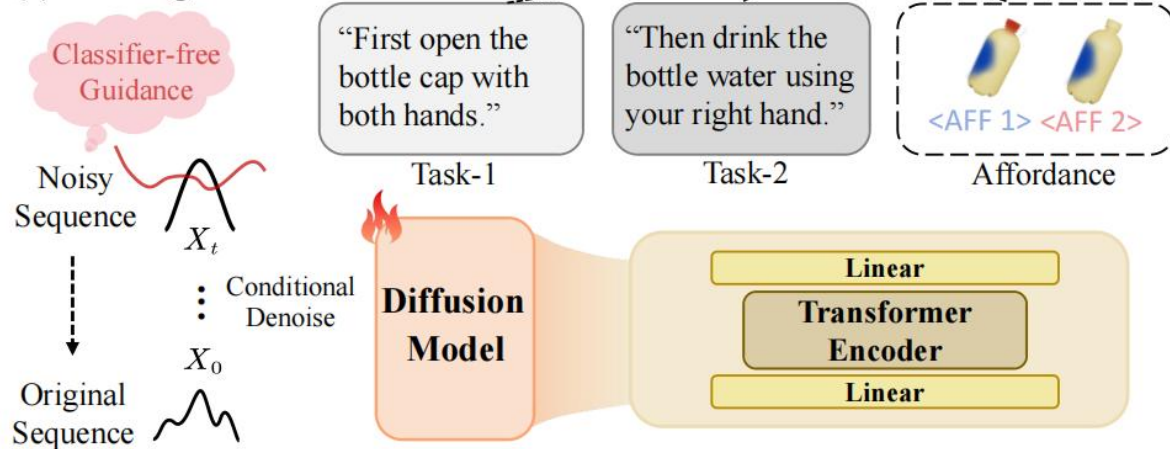 Classifier-free
Guidance
Noisy
Sequence
X_t
Conditional
Denoise
X_0
Original
Sequence
“First open the
bottle cap with
both hands.”
Task-1
“Then drink the
bottle water using
your right hand.”
Task-2
<AFF 1> <AFF 2>
Affordance
Diffusion
Model
Linear
Transformer
Encoder
Linear